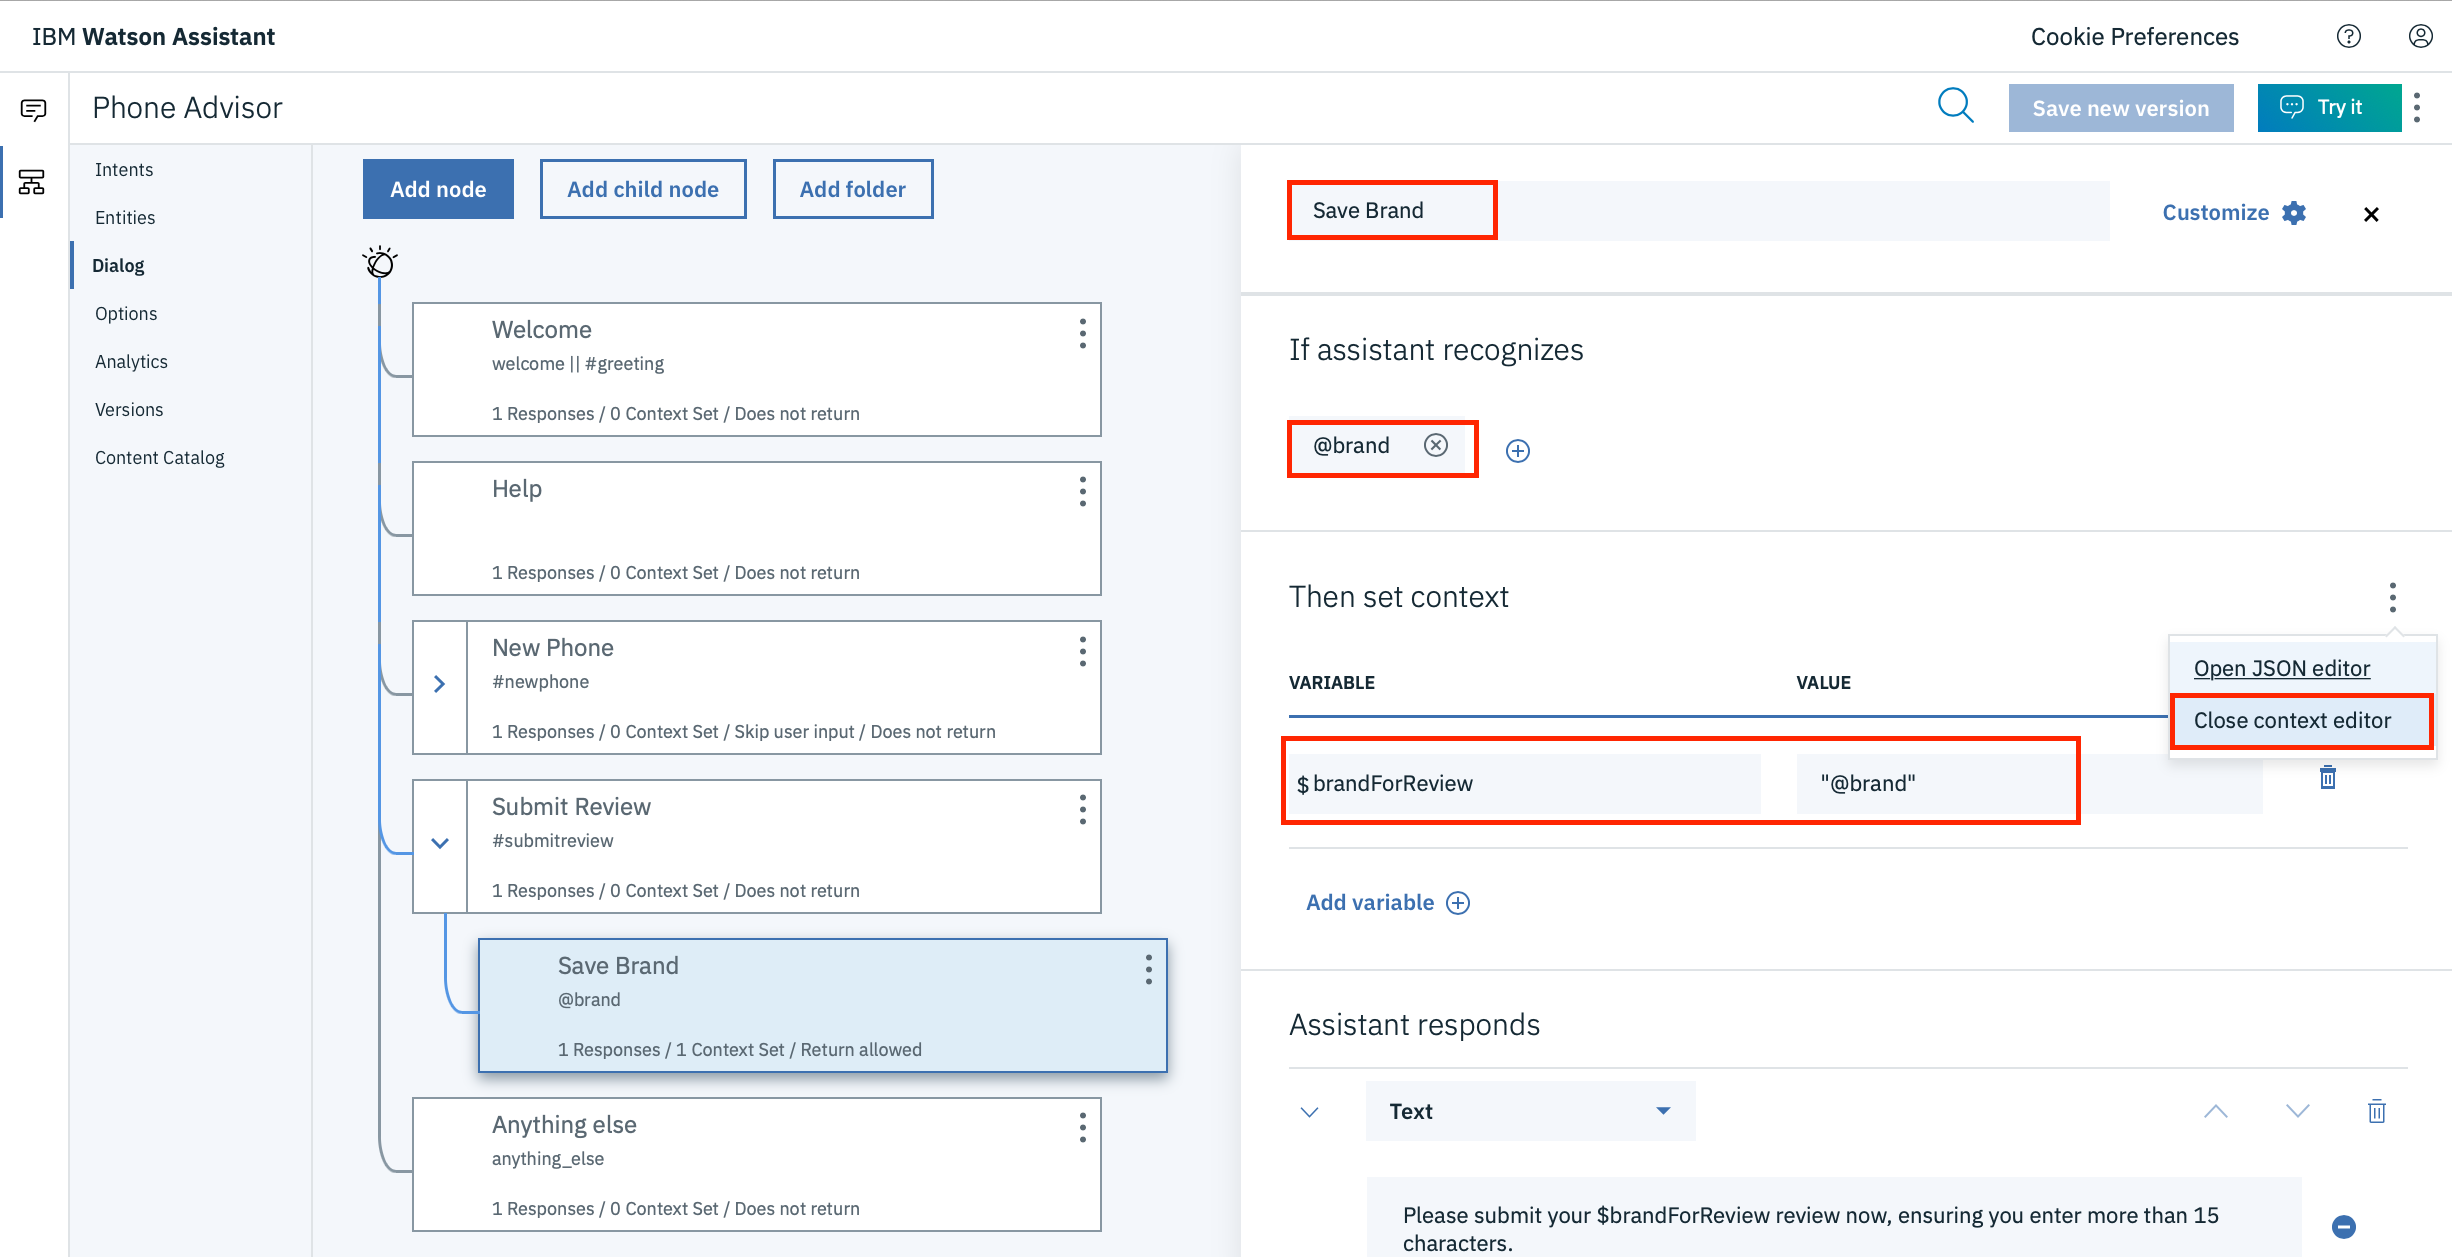 IBM Watson Assistant
Cookie Preferences
Phone Advisor
Save new version
Try it
Intents
Entities
Dialog
Options
Analytics
Versions
Content Catalog
Add node
Add child node
Add folder
Welcome
welcome || #greeting
1 Responses / 0 Context Set / Does not return
Help
1 Responses / 0 Context Set / Does not return
New Phone
#newphone
1 Responses / 0 Context Set / Skip user input / Does not return
Submit Review
#submitreview
1 Responses / 0 Context Set / Does not return
Save Brand
@brand
1 Responses / 1 Context Set / Return allowed
Anything else
anything_else
1 Responses / 0 Context Set / Does not return
Save Brand
Customize
If assistant recognizes
@brand
Then set context
Open JSON editor
Close context editor
VARIABLE
VALUE
$ brandForReview
"@brand"
Add variable
Assistant responds
Text
Please submit your $brandForReview review now, ensuring you enter more than 15
characters.